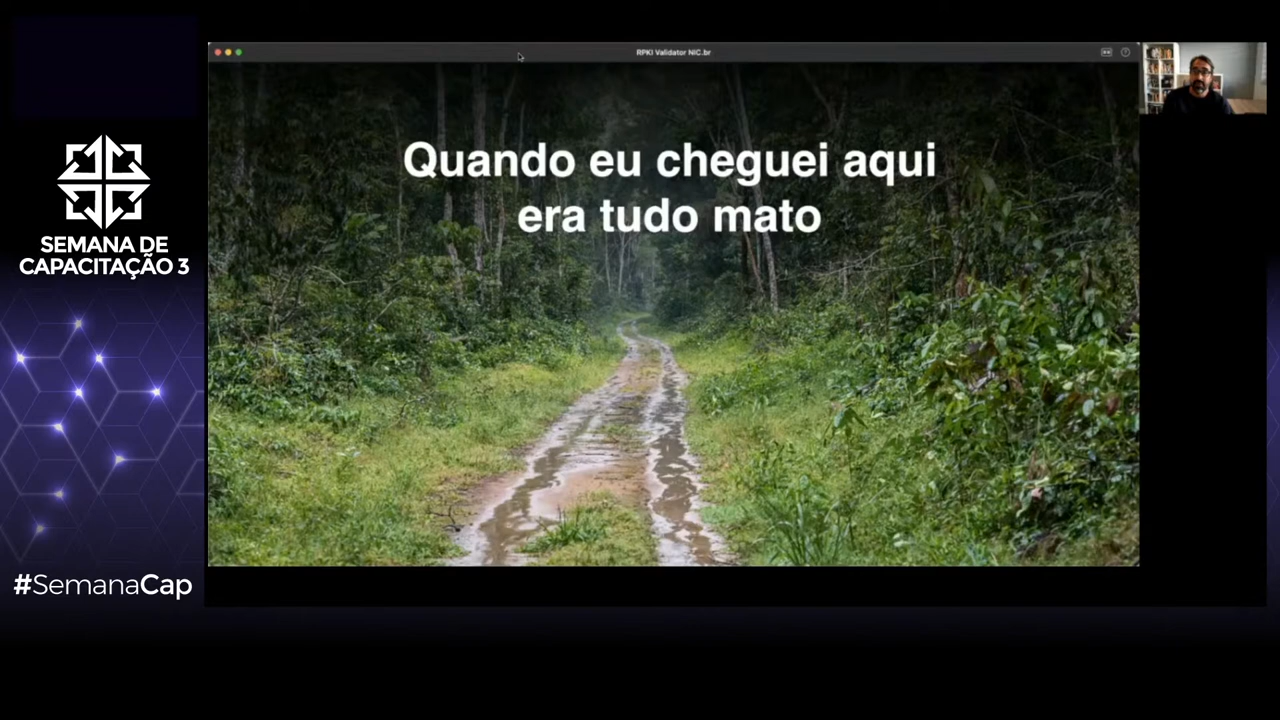 RPKI Validator NIC.br
Quando eu cheguei aqui
era tudo mato
SEMANA DE
CAPACITAÇÃO 3
#SemanaCap